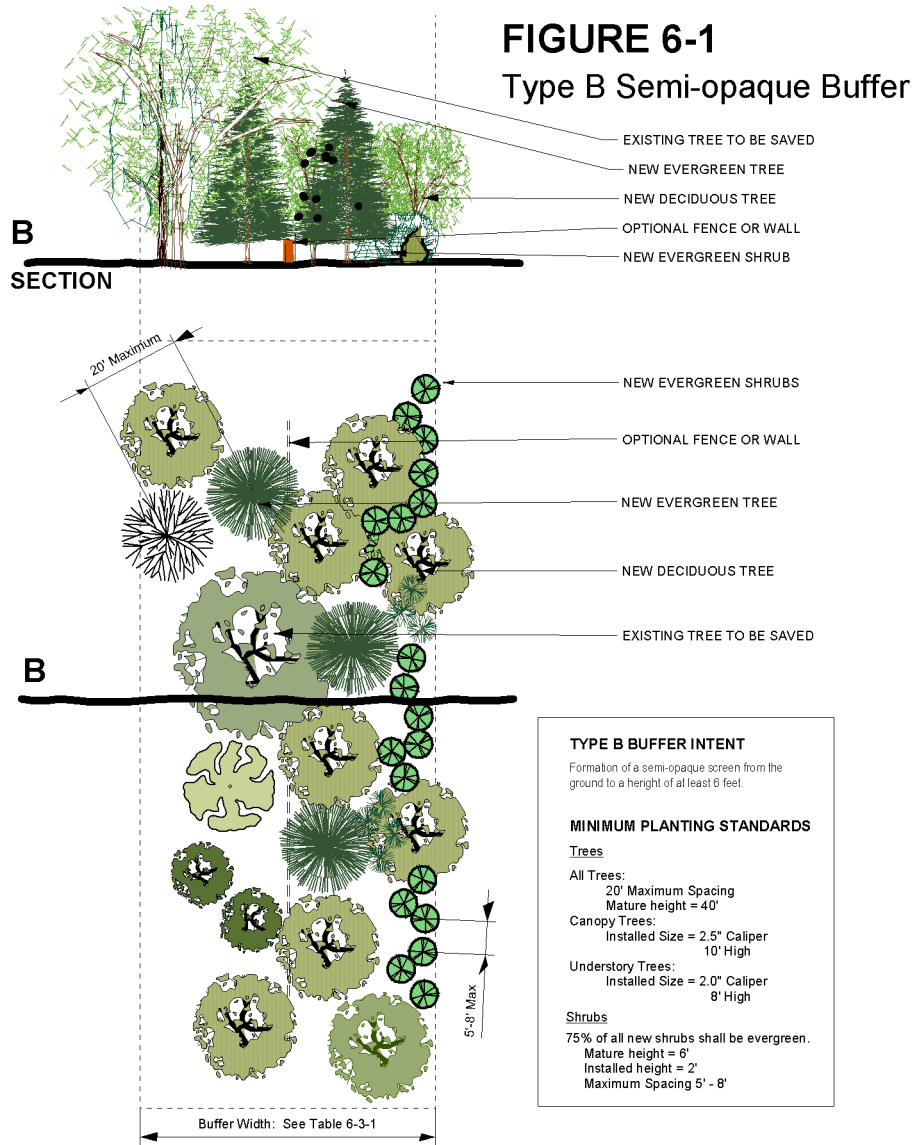 FIGURE 6-1
Type B Semi-opaque Buffer
EXISTING TREE TO BE SAVED
NEW EVERGREEN TREE
NEW DECIDUOUS TREE
OPTIONAL FENCE OR WALL
NEW EVERGREEN SHRUB
B
SECTION
20' Maximum
NEW EVERGREEN SHRUBS
OPTIONAL FENCE OR WALL
NEW EVERGREEN TREE
NEW DECIDUOUS TREE
EXISTING TREE TO BE SAVED
B
TYPE B BUFFER INTENT
Formation of a semi-opaque screen from the
ground to a heright of at least 6 feet.
MINIMUM PLANTING STANDARDS
Trees
All Trees:
20' Maximum Spacing
Mature height = 40'
Canopy Trees:
Installed Size = 2.5" Caliper
10' High
Understory Trees:
Installed Size = 2.0" Caliper
8' High
Shrubs
75% of all new shrubs shall be evergreen.
Mature height = 6'
Installed height = 2'
Maximum Spacing 5' - 8'
5'-8' Max
Buffer Width: See Table 6-3-1